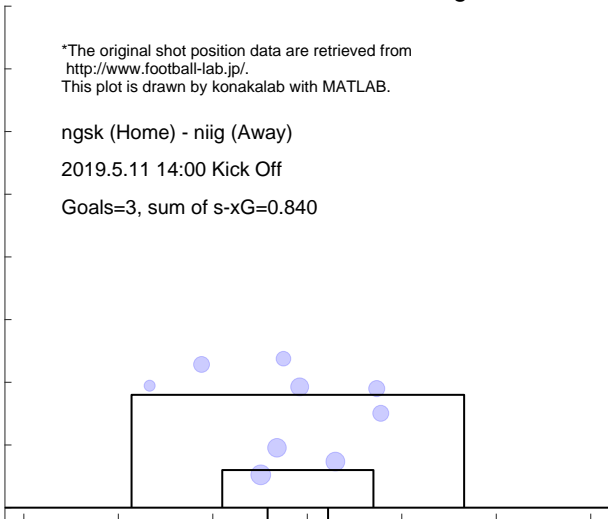 *The original shot position data are retrieved from
http://www.football-lab.jp/.
This plot is drawn by konakalab with MATLAB.
ngsk (Home) - niig (Away)
2019.5.11 14:00 Kick Off
Goals=3, sum of s-xG=0.840